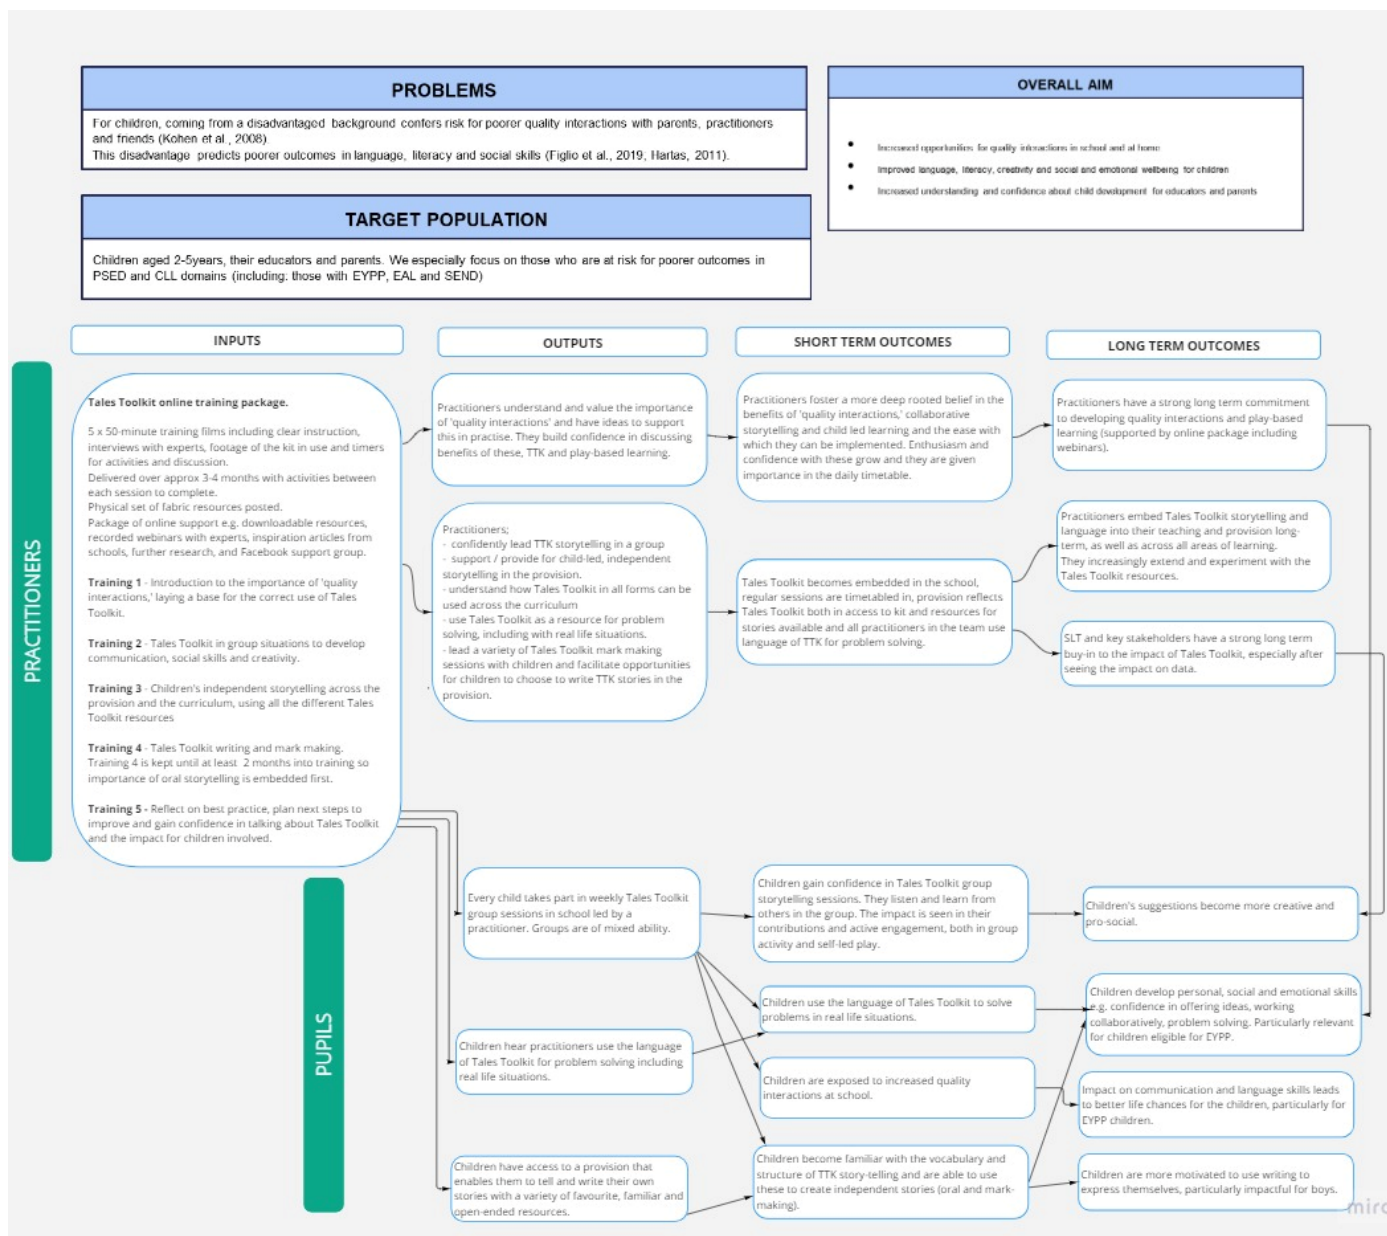 PROBLEMS
For children, coming from a disadvantaged background confers risk for poorer quality interactions with parents, practitioners
and friends (Kohen et al., 2008)
This disadvantage predicts poorer outcomes in language, literacy and social skills (Figlio et al., 2019; Hartas, 2011).
OVERALL AIM
• Increased opportunities for quality interactions in school and at home
• Improved language, literacy, creativity and social and emotional wellbeing for children
• Increased understanding and confidence about child development for educators and parents
TARGET POPULATION
Children aged 2-5years, their educators and parents. We especially focus on those who are at risk for poorer outcomes in
PSED and CLL domains (including: those with EYPP, EAL and SEND)
INPUTS
OUTPUTS
SHORT TERM OUTCOMES
LONG TERM OUTCOMES
PRACTITIONERS
Tales Toolkit online training package.
5 x 50-minute training films including clear instruction,
interviews with experts, footage of the kit in use and timers
for activities and discussion.
Delivered over approx 3-4 months with activities between
each session to complete.
Physical set of fabric resources posted.
Package of online support e.g. downloadable resources,
recorded webinars with experts, inspiration articles from
schools, further research, and Facebook support group.
Training 1 - Introduction to the importance of 'quality
interactions,' laying a base for the correct use of Tales
Toolkit.
Training 2 - Tales Toolkit in group situations to develop
communication, social skills and creativity.
Training 3 - Children's independent storytelling across the
provision and the curriculum, using all the different Tales
Toolkit resources
Training 4 - Tales Toolkit writing and mark making.
Training 4 is kept until at least 2 months into training so
importance of oral storytelling is embedded first.
Training 5 - Reflect on best practice, plan next steps to
improve and gain confidence in talking about Tales Toolkit
and the impact for children involved.
Practitioners understand and value the importance
of 'quality interactions' and have ideas to support
this in practise. They build confidence in discussing
benefits of these, TTK and play-based learning.
Practitioners;
- confidently lead TTK storytelling in a group
- support / provide for child-led, independent
storytelling in the provision.
- understand how Tales Toolkit in all forms can be
used across the curriculum
- use Tales Toolkit as a resource for problem
solving, including with real life situations.
- lead a variety of Tales Toolkit mark making
sessions with children and facilitate opportunities
for children to choose to write TTK stories in the
provision.
Practitioners foster a more deep rooted belief in the
benefits of 'quality interactions,' collaborative
storytelling and child led learning and the ease with
which they can be implemented. Enthusiasm and
confidence with these grow and they are given
importance in the daily timetable.
Tales Toolkit becomes embedded in the school,
regular sessions are timetabled in, provision reflects
Tales Toolkit both in access to kit and resources for
stories available and all practitioners in the team use
language of TTK for problem solving.
Practitioners have a strong long term commitment
to developing quality interactions and play-based
learning (supported by online package including
webinars).
Practitioners embed Tales Toolkit storytelling and
language into their teaching and provision long-
term, as well as across all areas of learning.
They increasingly extend and experiment with the
Tales Toolkit resources.
SLT and key stakeholders have a strong long term
buy-in to the impact of Tales Toolkit, especially after
seeing the impact on data.
PUPILS
Every child takes part in weekly Tales Toolkit
group sessions in school led by a
practitioner. Groups are of mixed ability.
Children hear practitioners use the language
of Tales Toolkit for problem solving including
real life situations.
Children have access to a provision that
enables them to tell and write their own
stories with a variety of favourite, familiar and
open-ended resources.
Children gain confidence in Tales Toolkit group
storytelling sessions. They listen and learn from
others in the group. The impact is seen in their
contributions and active engagement, both in group
activity and self-led play.
Children use the language of Tales Toolkit to solve
problems in real life situations.
Children are exposed to increased quality
interactions at school.
Children become familiar with the vocabulary and
structure of TTK story-telling and are able to use
these to create independent stories (oral and mark-
making).
Children's suggestions become more creative and
pro-social.
Children develop personal, social and emotional skills
e.g. confidence in offering ideas, working
collaboratively, problem solving. Particularly relevant
for children eligible for EYPP.
Impact on communication and language skills leads
to better life chances for the children, particularly for
EYPP children.
Children are more motivated to use writing to
express themselves, particularly impactful for boys.
miro